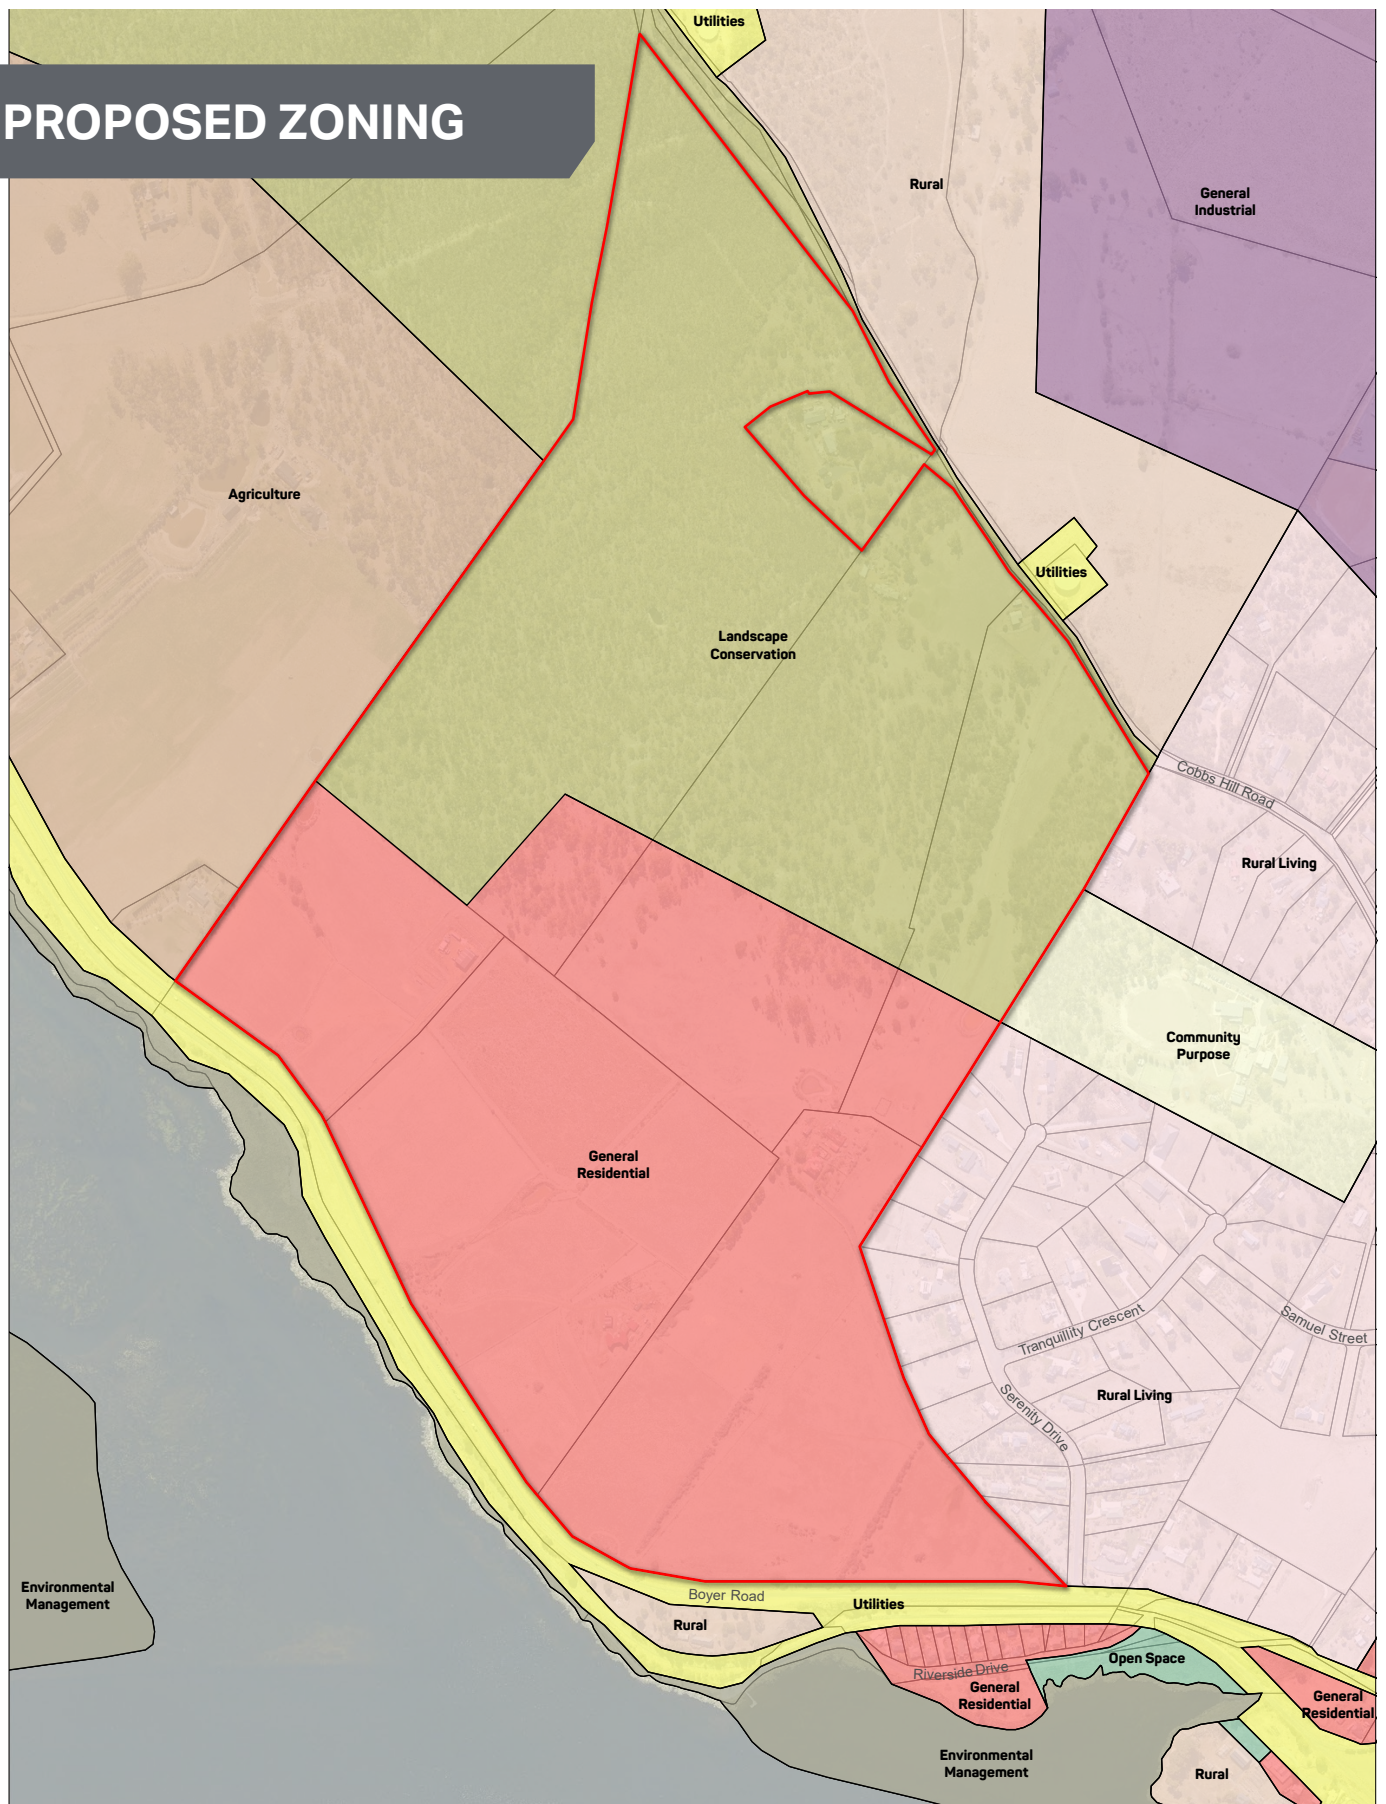 Utilities
PROPOSED ZONING
Rural
General
Industrial
Agriculture
Utilities
Landscape
Conservation
Cobbs Hill Road
Rural Living
Community
Purpose
General
Residential
Tranquillity Crescent
Samuel Street
Serenity Drive
Rural Living
Environmental
Management
Boyer Road
Utilities
Rural
Open Space
Riverside Drive
General
Residential
General
Residential
Environmental
Management
Rural